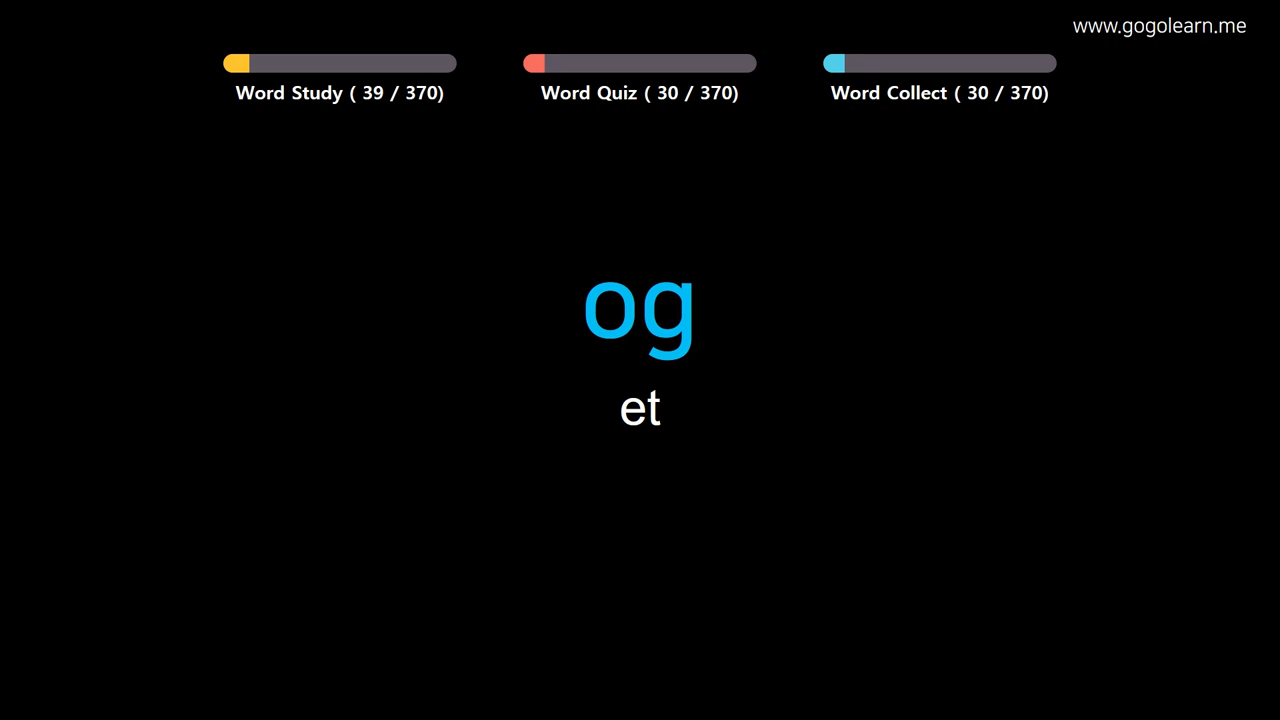 www.gogolearn.me
Word Study ( 39 / 370)
Word Quiz ( 30 / 370)
Word Collect ( 30 / 370)
og
et